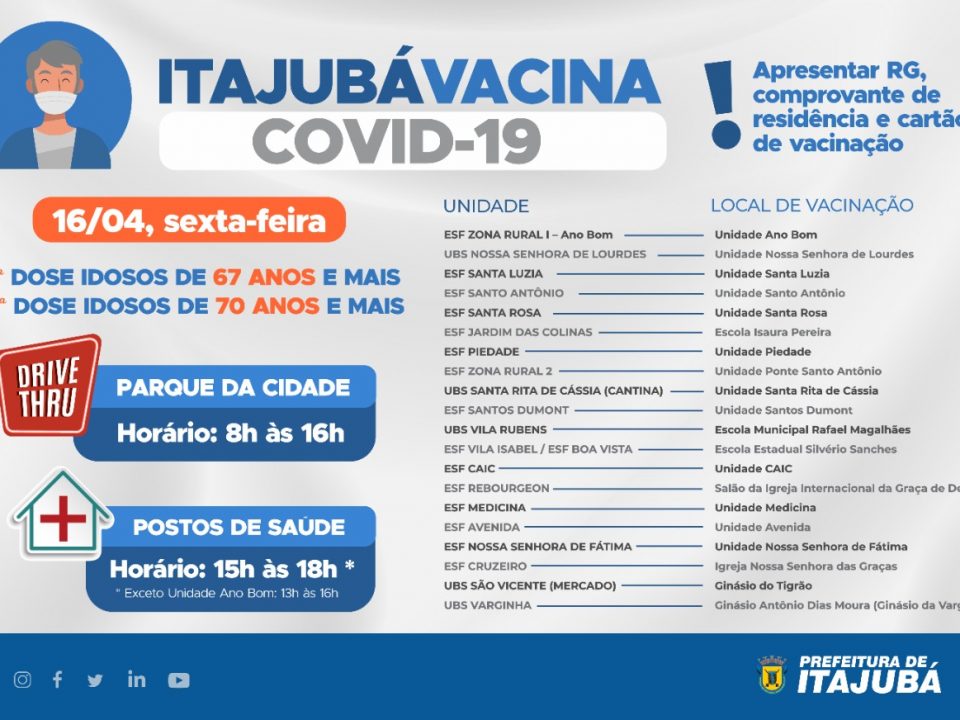 ITAJUBÁVACINA
COVID-19
!
Apresentar RG,
comprovante de
residência e cartão
de vacinação
16/04, sexta-feira
ª DOSE IDOSOS DE 67 ANOS E MAIS
ª DOSE IDOSOS DE 70 ANOS E MAIS
DRIVE
THRU
PARQUE DA CIDADE
Horário: 8h às 16h
POSTOS DE SAÚDE
Horário: 15h às 18h *
* Exceto Unidade Ano Bom: 13h às 16h
UNIDADE LOCAL DE VACINAÇÃO
ESF ZONA RURAL I – Ano Bom Unidade Ano Bom
UBS NOSSA SENHORA DE LOURDES Unidade Nossa Senhora de Lourdes
ESF SANTA LUZIA Unidade Santa Luzia
ESF SANTO ANTÔNIO Unidade Santo Antônio
ESF SANTA ROSA Unidade Santa Rosa
ESF JARDIM DAS COLINAS Escola Isaura Pereira
ESF PIEDADE Unidade Piedade
ESF ZONA RURAL 2 Unidade Ponte Santo Antônio
UBS SANTA RITA DE CÁSSIA (CANTINA) Unidade Santa Rita de Cássia
ESF SANTOS DUMONT Unidade Santos Dumont
UBS VILA RUBENS Escola Municipal Rafael Magalhães
ESF VILA ISABEL / ESF BOA VISTA Escola Estadual Silvério Sanches
ESF CAIC Unidade CAIC
ESF REBOURGEON Salão da Igreja Internacional da Graça de De
ESF MEDICINA Unidade Medicina
ESF AVENIDA Unidade Avenida
ESF NOSSA SENHORA DE FÁTIMA Unidade Nossa Senhora de Fátima
ESF CRUZEIRO Igreja Nossa Senhora das Graças
UBS SÃO VICENTE (MERCADO) Ginásio do Tigrão
UBS VARGINHA Ginásio Antônio Dias Moura (Ginásio da Varg
PREFEITURA DE
ITAJUBÁ